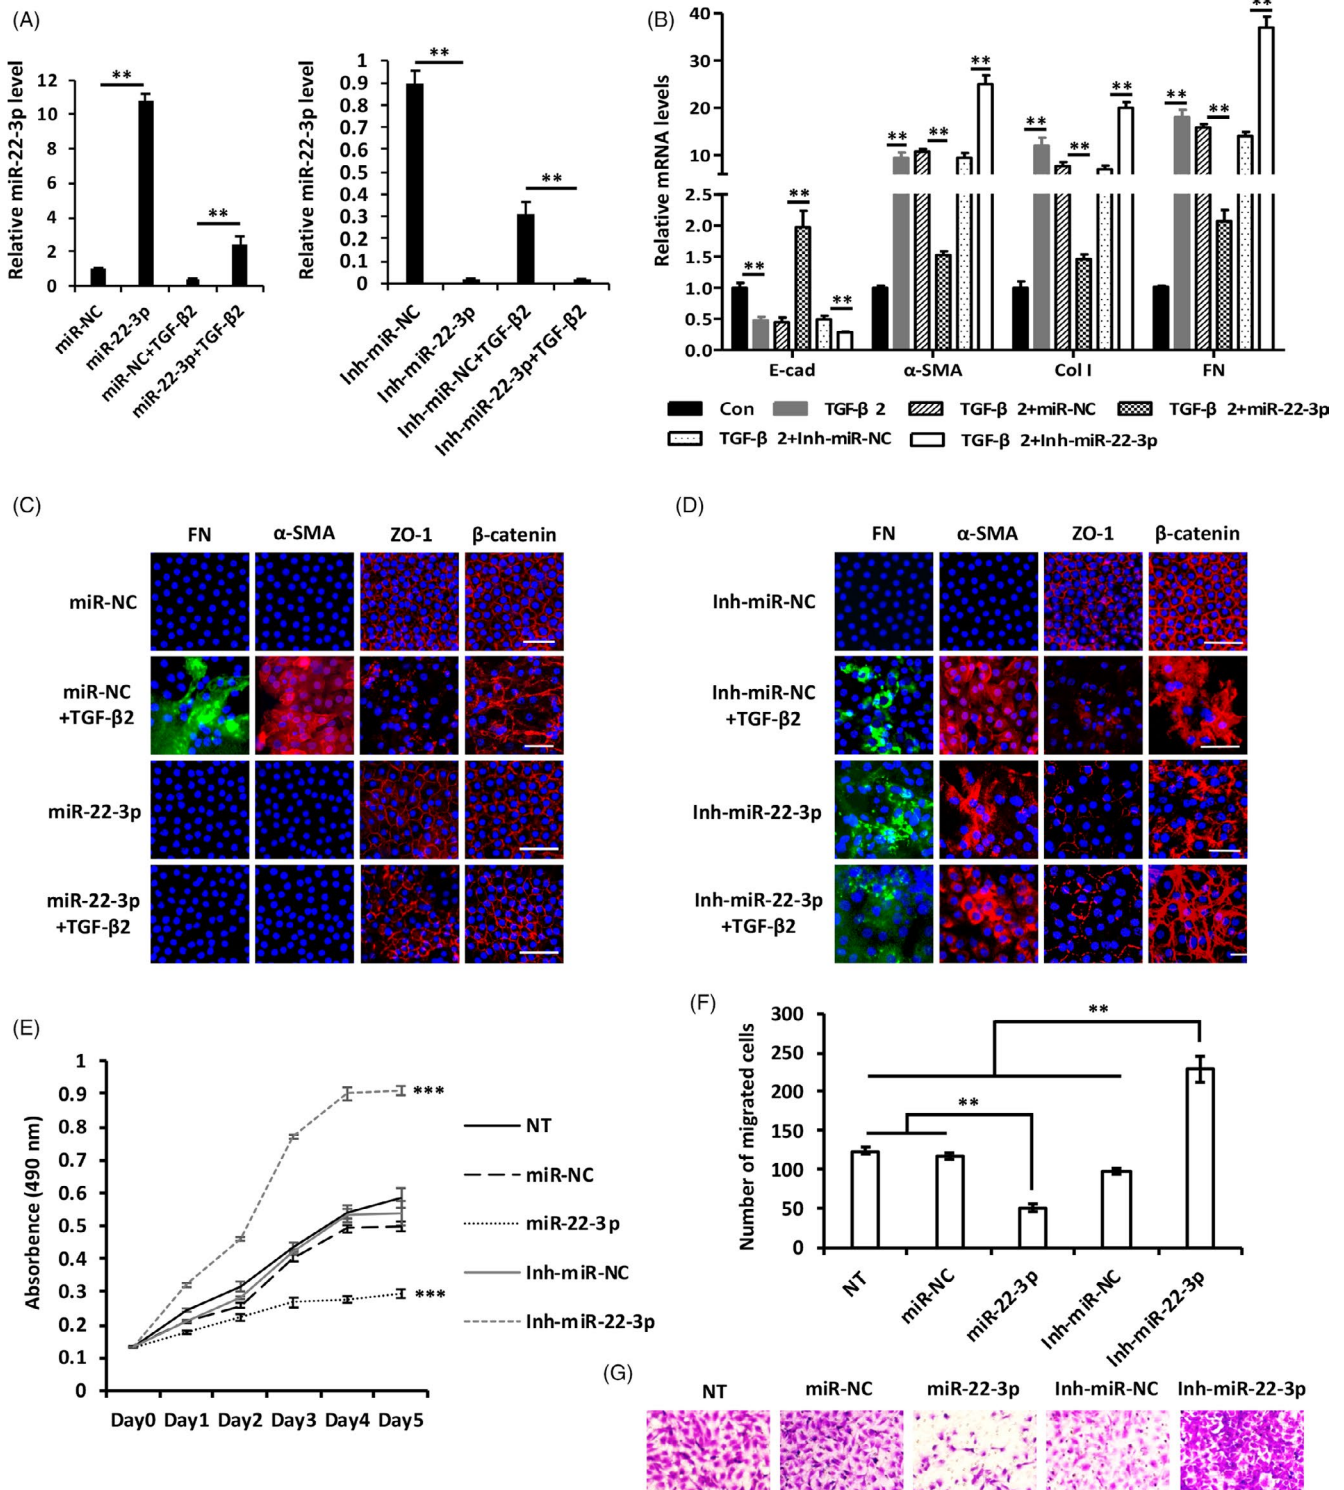 (A)
Relative miR-22-3p level
12
10
8
6
4
2
0
**
**
miR-NC
miR-22-3p
miR-NC+TGF-β2
miR-22-3p+TGF-β2
Relative miR-22-3p level
1
0.9
0.8
0.7
0.6
0.5
0.4
0.3
0.2
0.1
0
**
**
Inh-miR-NC
Inh-miR-22-3p
Inh-miR-NC+TGF-β2
Inh-miR-22-3p+TGF-β2
(B)
Relative mRNA levels
40
30
20
10
2.5
2.0
1.5
1.0
0.5
0.0
** ** **
** ** **
** ** **
** ** **
E-cad α-SMA Col I FN
Con TGF-β 2 TGF-β 2+miR-NC TGF-β 2+miR-22-3p
TGF-β 2+Inh-miR-NC TGF-β 2+Inh-miR-22-3p
(C)
FN α-SMA ZO-1 β-catenin
miR-NC
miR-NC
+TGF-β2
miR-22-3p
miR-22-3p
+TGF-β2
(D)
FN α-SMA ZO-1 β-catenin
Inh-miR-NC
Inh-miR-NC
+TGF-β2
Inh-miR-22-3p
Inh-miR-22-3p
+TGF-β2
(E)
Absorbence (490 nm)
1
0.9
0.8
0.7
0.6
0.5
0.4
0.3
0.2
0.1
0
***
***
Day0 Day1 Day2 Day3 Day4 Day5
NT
miR-NC
miR-22-3p
Inh-miR-NC
Inh-miR-22-3p
(F)
Number of migrated cells
300
250
200
150
100
50
0
**
**
NT
miR-NC
miR-22-3p
Inh-miR-NC
Inh-miR-22-3p
(G)
NT miR-NC miR-22-3p Inh-miR-NC Inh-miR-22-3p